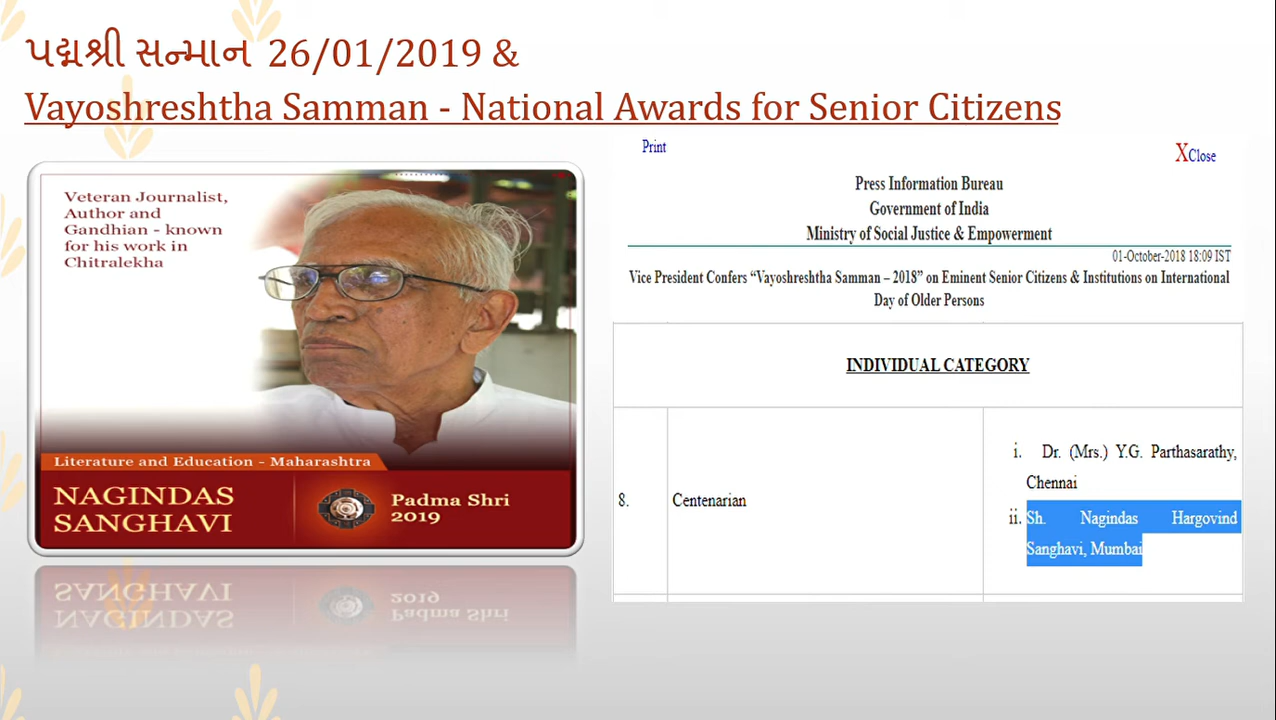 પદ્મશ્રી સન્માન 26/01/2019 &
Vayoshreshtha Samman - National Awards for Senior Citizens
Veteran Journalist,
Author and
Gandhian - known
for his work in
Chitralekha
Literature and Education - Maharashtra
NAGINDAS
SANGHAVI
Padma Shri
2019
Print
XClose
Press Information Bureau
Government of India
Ministry of Social Justice & Empowerment
01-October-2018 18:09 IST
Vice President Confers “Vayoshreshtha Samman – 2018” on Eminent Senior Citizens & Institutions on International
Day of Older Persons
INDIVIDUAL CATEGORY
8.
Centenarian
i. Dr. (Mrs.) Y.G. Parthasarathy,
Chennai
ii. Sh. Nagindas Hargovind
Sanghavi, Mumbai